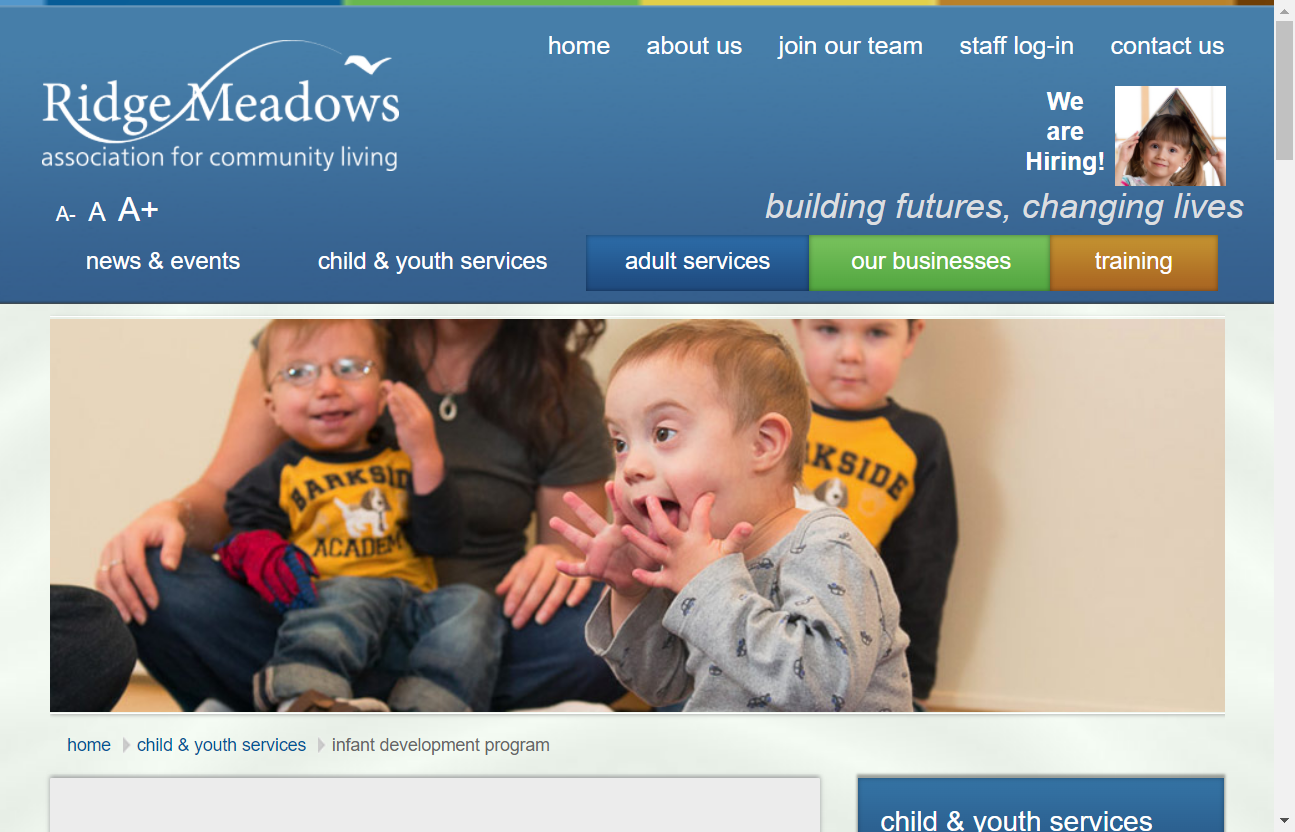 home about us join our team staff log-in contact us
Ridge Meadows
association for community living
We
are
Hiring!
A- A A+
building futures, changing lives
news & events child & youth services adult services our businesses training
BARKSIDE
ACADEM
RKSIDE
home child & youth services infant development program
child & youth services